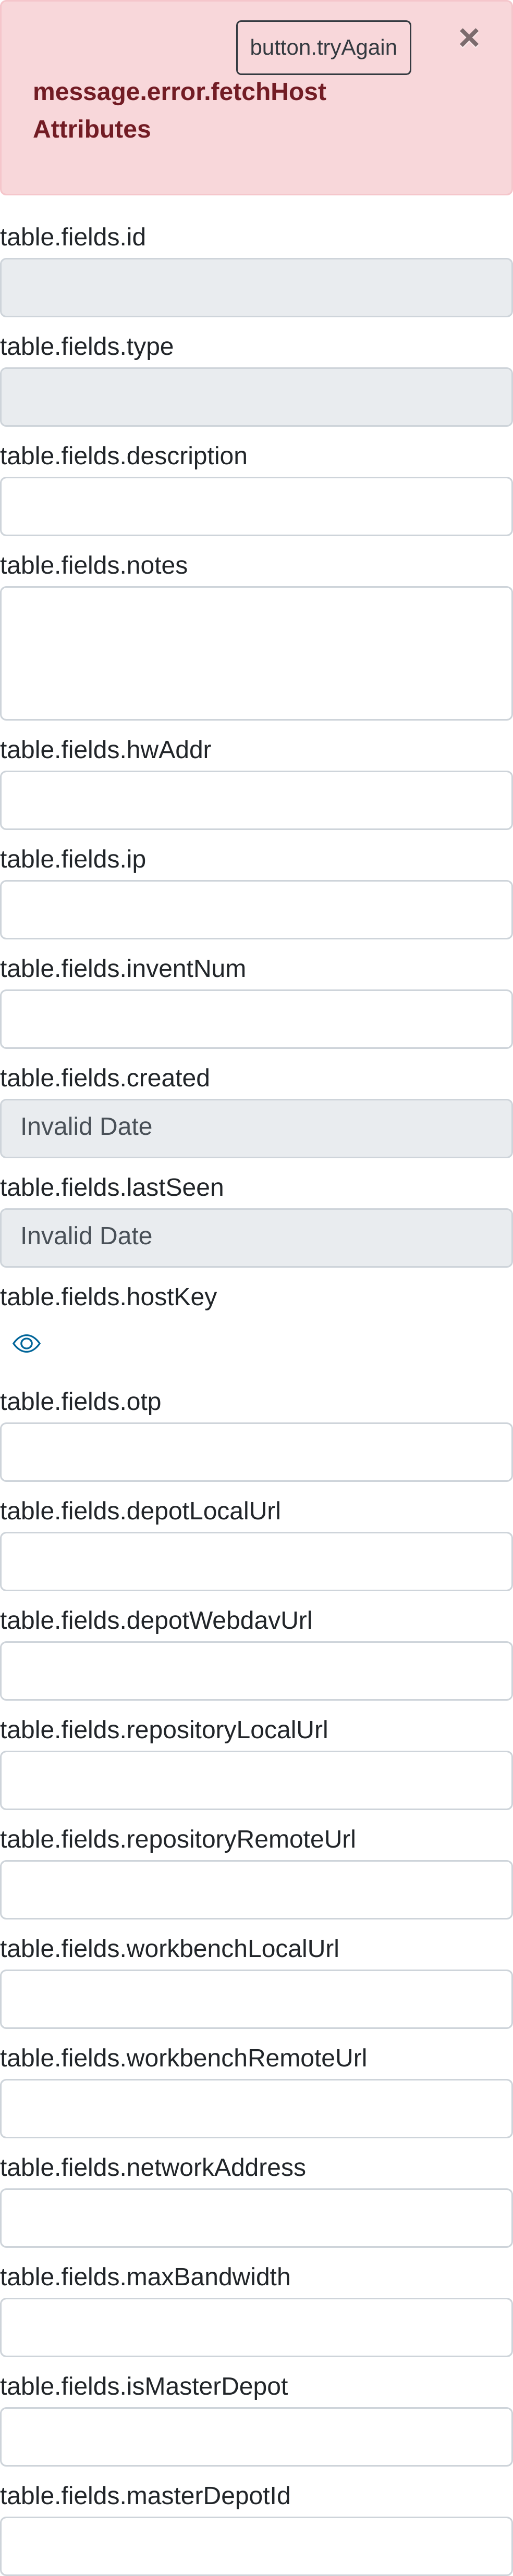 button.tryAgain
×
message.error.fetchHost
Attributes
table.fields.id
table.fields.type
table.fields.description
table.fields.notes
table.fields.hwAddr
table.fields.ip
table.fields.inventNum
table.fields.created
Invalid Date
table.fields.lastSeen
Invalid Date
table.fields.hostKey
table.fields.otp
table.fields.depotLocalUrl
table.fields.depotWebdavUrl
table.fields.repositoryLocalUrl
table.fields.repositoryRemoteUrl
table.fields.workbenchLocalUrl
table.fields.workbenchRemoteUrl
table.fields.networkAddress
table.fields.maxBandwidth
table.fields.isMasterDepot
table.fields.masterDepotId